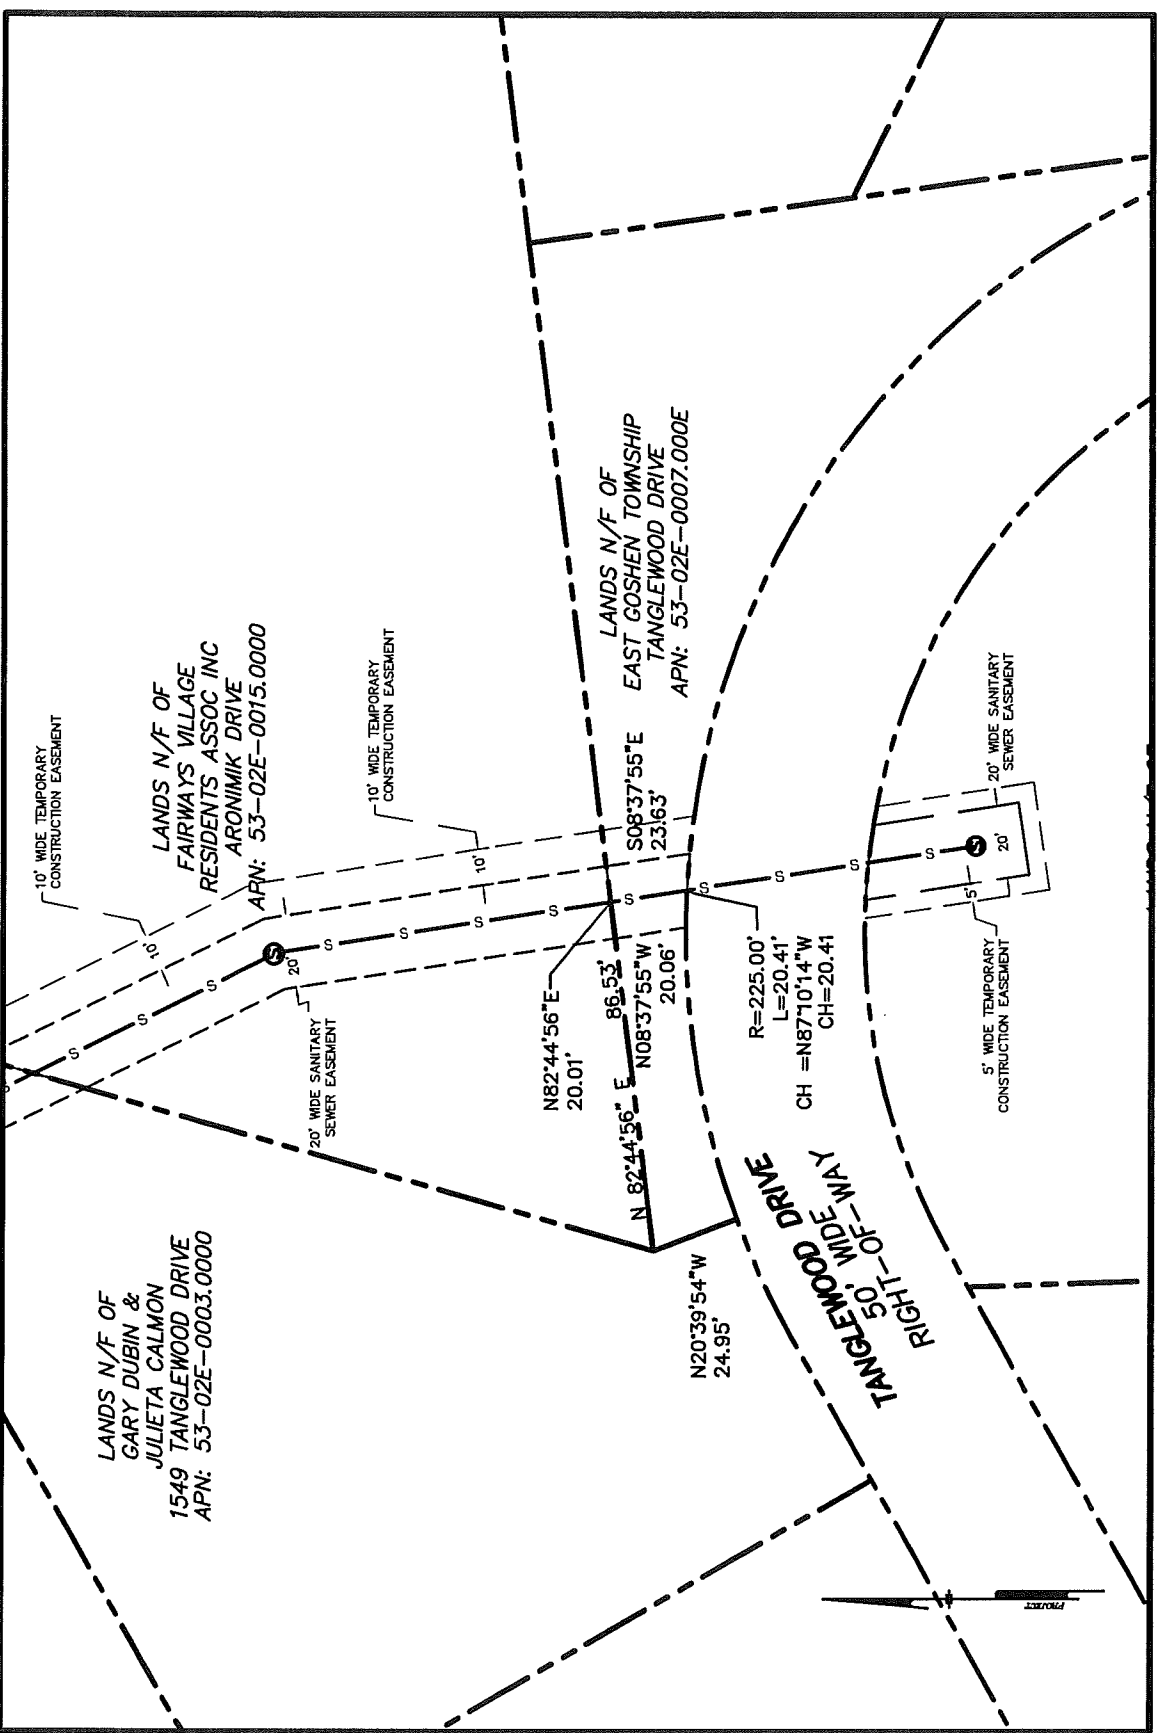 10' WIDE TEMPORARY
CONSTRUCTION EASEMENT
LANDS N/F OF
FAIRWAYS VILLAGE
RESIDENTS ASSOC INC
ARONIMIK DRIVE
APN: 53-02E-0015.0000
10' WIDE TEMPORARY
CONSTRUCTION EASEMENT
10'
10'
20'
S
S
S
S
S
S
S
S
20' WIDE SANITARY
SEWER EASEMENT
LANDS N/F OF
GARY DUBIN &
JULIETA CALMON
1549 TANGLEWOOD DRIVE
APN: 53-02E-0003.0000
LANDS N/F OF
EAST GOSHEN TOWNSHIP
TANGLEWOOD DRIVE
APN: 53-02E-0007.000E
N82°44'56"E
20.01'
N 82°44'56" E 86.53'
S08°37'55"E
23.63'
N08°37'55"W
20.06'
S
S
S
S
S
S
R=225.00'
L=20.41'
CH =N87°10'14"W
CH=20.41
N20°39'54"W
24.95'
TANGLEWOOD DRIVE
50' WIDE
RIGHT-OF-WAY
20' WIDE SANITARY
SEWER EASEMENT
20'
5'
5' WIDE TEMPORARY
CONSTRUCTION EASEMENT
PROJECT